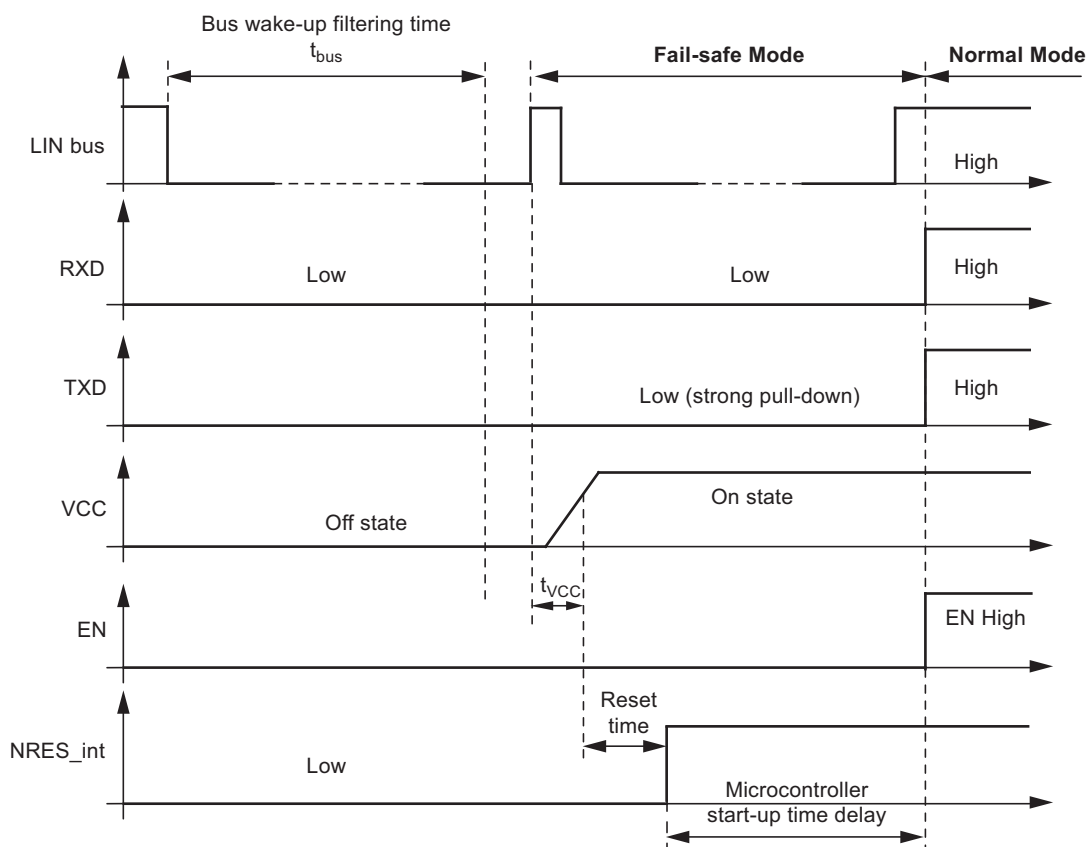 Bus wake-up filtering time
tbus
Fail-safe Mode
Normal Mode
LIN bus
High
RXD
Low
Low
High
TXD
Low (strong pull-down)
High
VCC
Off state
On state
tVCC
EN
EN High
Reset
time
NRES_int
Low
Microcontroller
start-up time delay